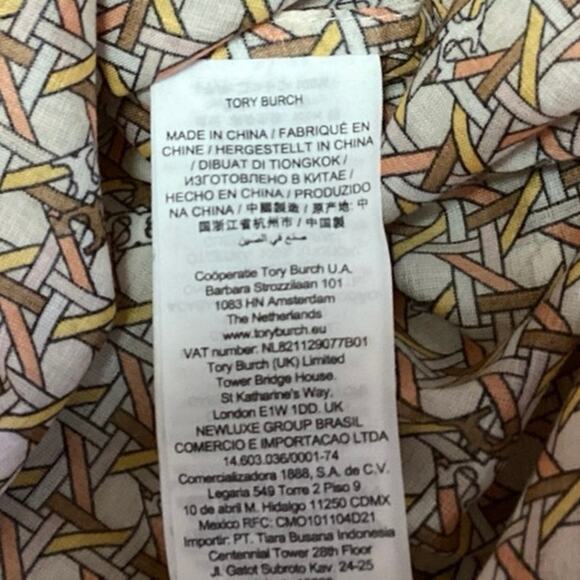 TORY BURCH
MADE IN CHINA / FABRIQUÉ EN
CHINE / HERGESTELLT IN CHINA
/ DIBUAT DI TIONGKOK /
ИЗГОТОВЛЕНО В КИТАЕ /
HECHO EN CHINA / PRODUZIDO
NA CHINA / 中國製造 / 原产地: 中
国浙江省杭州市 / 中国製
صنع في الصين
Coöperatie Tory Burch U.A.
Barbara Strozzilaan 101
1083 HN Amsterdam
The Netherlands
www.toryburch.eu
VAT number: NL821129077B01
Tory Burch (UK) Limited
Tower Bridge House.
St Katharine's Way,
London E1W 1DD. UK
NEWLUXE GROUP BRASIL
COMERCIO E IMPORTACAO LTDA
14.603.036/0001-74
Comercializadora 1888, S.A. de C.V.
Legaria 549 Torre 2 Piso 9
10 de abril M. Hidalgo 11250 CDMX
Mexico RFC: CMO101104D21
Importir: PT. Tiara Busana Indonesia
Centennial Tower 28th Floor
Jl. Gatot Subroto Kav. 24-25